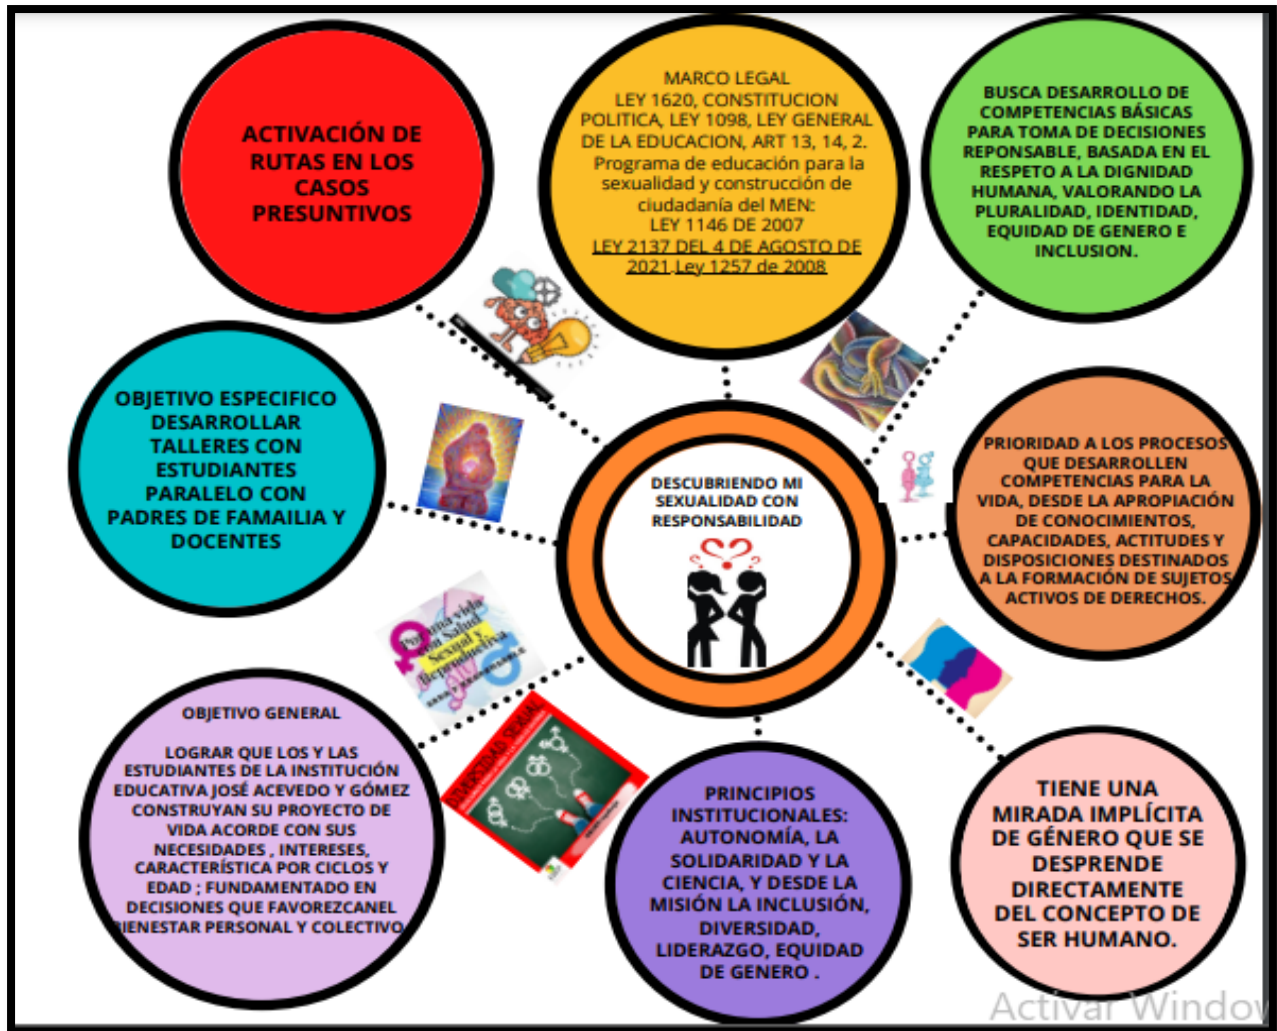 ACTIVACIÓN DE
RUTAS EN LOS
CASOS
PRESUNTIVOS
MARCO LEGAL
LEY 1620, CONSTITUCION
POLITICA, LEY 1098, LEY GENERAL
DE LA EDUCACION, ART 13, 14, 2.
Programa de educación para la
sexualidad y construcción de
ciudadanía del MEN:
LEY 1146 DE 2007
LEY 2137 DEL 4 DE AGOSTO DE
2021 Ley 1257 de 2008
BUSCA DESARROLLO DE
COMPETENCIAS BÁSICAS
PARA TOMA DE DECISIONES
REPONSABLE, BASADA EN EL
RESPETO A LA DIGNIDAD
HUMANA, VALORANDO LA
PLURALIDAD, IDENTIDAD,
EQUIDAD DE GENERO E
INCLUSION.
OBJETIVO ESPECIFICO
DESARROLLAR
TALLERES CON
ESTUDIANTES
PARALELO CON
PADRES DE FAMAILIA Y
DOCENTES
DESCUBRIENDO MI
SEXUALIDAD CON
RESPONSABILIDAD
PRIORIDAD A LOS PROCESOS
QUE DESARROLLEN
COMPETENCIAS PARA LA
VIDA, DESDE LA APROPIACIÓN
DE CONOCIMIENTOS,
CAPACIDADES, ACTITUDES Y
DISPOSICIONES DESTINADOS
A LA FORMACIÓN DE SUJETOS
ACTIVOS DE DERECHOS.
Por una vida
con Salud
Sexual y
Reproductiva
DIVERSIDAD SEXUAL
OBJETIVO GENERAL
LOGRAR QUE LOS Y LAS
ESTUDIANTES DE LA INSTITUCIÓN
EDUCATIVA JOSÉ ACEVEDO Y GÓMEZ
CONSTRUYAN SU PROYECTO DE
VIDA ACORDE CON SUS
NECESIDADES , INTERESES,
CARACTERÍSTICA POR CICLOS Y
EDAD ; FUNDAMENTADO EN
DECISIONES QUE FAVOREZCANEL
BIENESTAR PERSONAL Y COLECTIVO.
PRINCIPIOS
INSTITUCIONALES:
AUTONOMÍA, LA
SOLIDARIDAD Y LA
CIENCIA, Y DESDE LA
MISIÓN LA INCLUSIÓN,
DIVERSIDAD,
LIDERAZGO, EQUIDAD
DE GENERO .
TIENE UNA
MIRADA IMPLÍCITA
DE GÉNERO QUE SE
DESPRENDE
DIRECTAMENTE
DEL CONCEPTO DE
SER HUMANO.
Activar Window